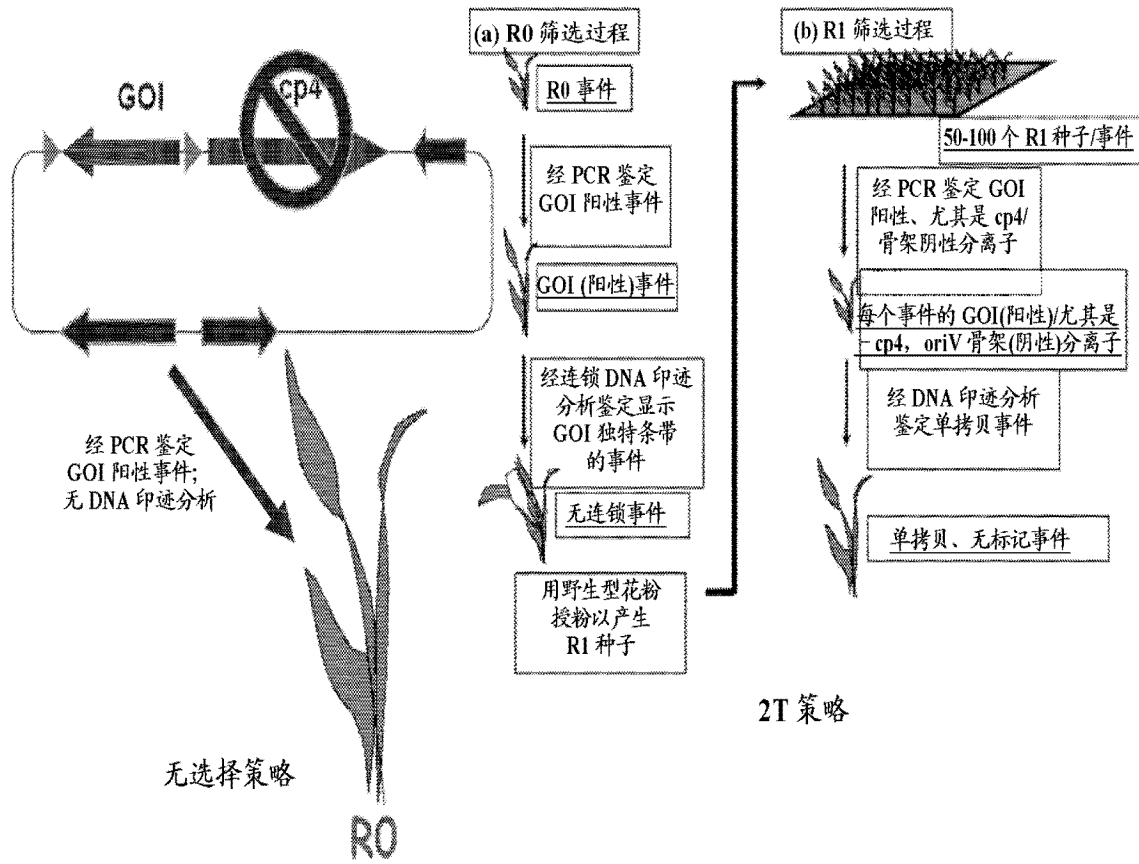 GOI
cp4
经 PCR 鉴定
GOI 阳性事件;
无 DNA 印迹分析
无选择策略
R0
(a) R0 筛选过程
R0 事件
经 PCR 鉴定
GOI 阳性事件
GOI (阳性)事件
经连锁 DNA 印迹
分析鉴定显示
GOI 独特条带
的事件
无连锁事件
用野生型花粉
授粉以产生
R1 种子
(b) R1 筛选过程
50-100 个 R1 种子/事件
经 PCR 鉴定 GOI
阳性、尤其是 cp4/
骨架阴性分离子
每个事件的 GOI(阳性)/尤其是
- cp4, oriV 骨架(阴性)分离子
经 DNA 印迹分析
鉴定单拷贝事件
单拷贝、无标记事件
2T 策略